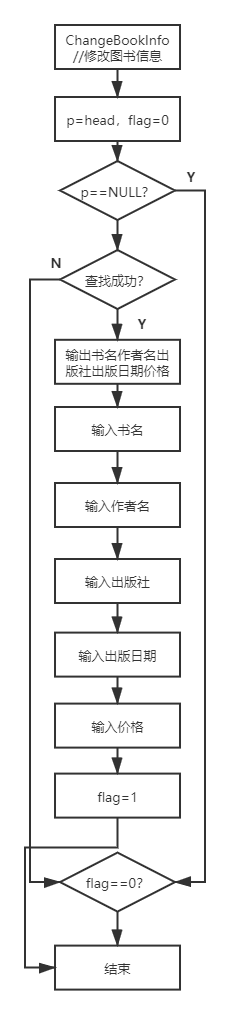 ChangeBookInfo
//修改图书信息
p=head，flag=0
p==NULL?
Y
N
查找成功?
Y
输出书名作者名出
版社出版日期价格
输入书名
输入作者名
输入出版社
输入出版日期
输入价格
flag=1
flag==0?
结束